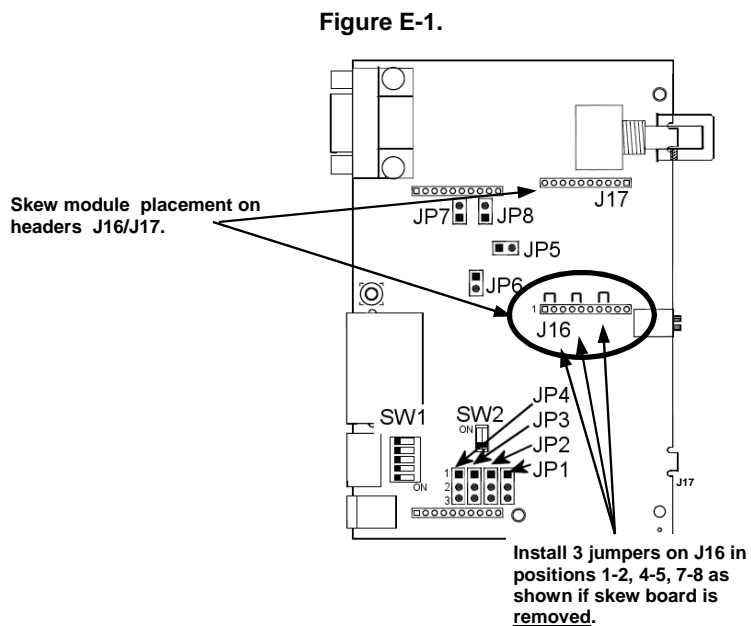 Figure E-1.
Skew module placement on
headers J16/J17.
J17
JP7
JP8
JP5
JP6
1
J16
JP4
JP3
JP2
JP1
SW1
ON
SW2
ON
1
2
3
J17
Install 3 jumpers on J16 in
positions 1-2, 4-5, 7-8 as
shown if skew board is
removed.